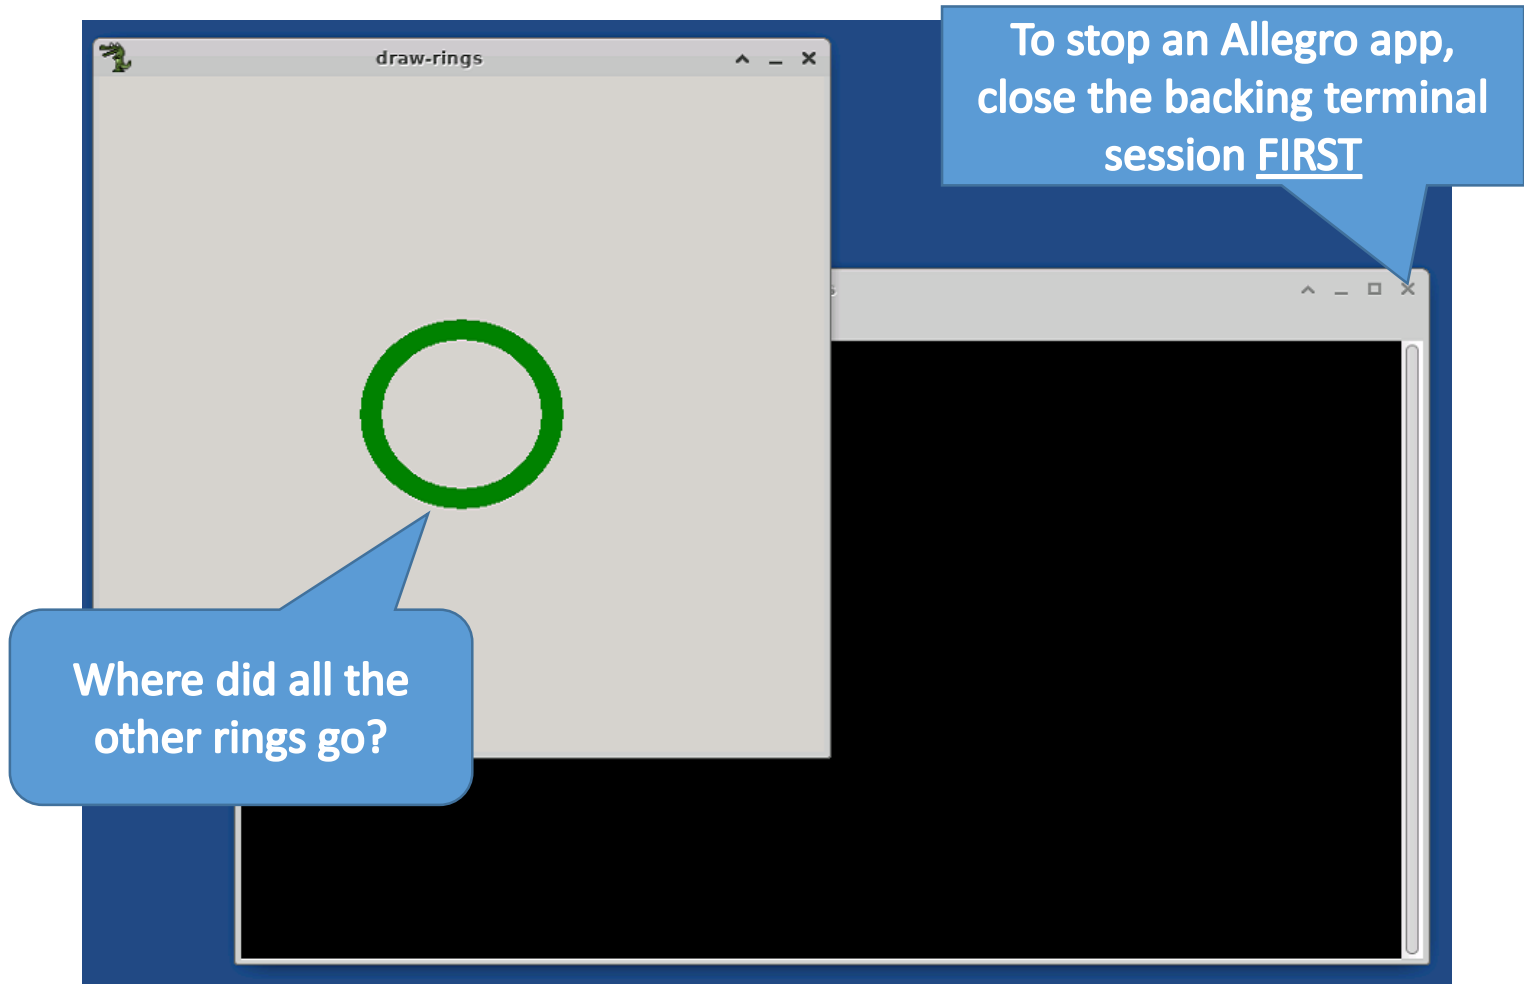 draw-rings
To stop an Allegro app,
close the backing terminal
session FIRST
s
Where did all the
other rings go?